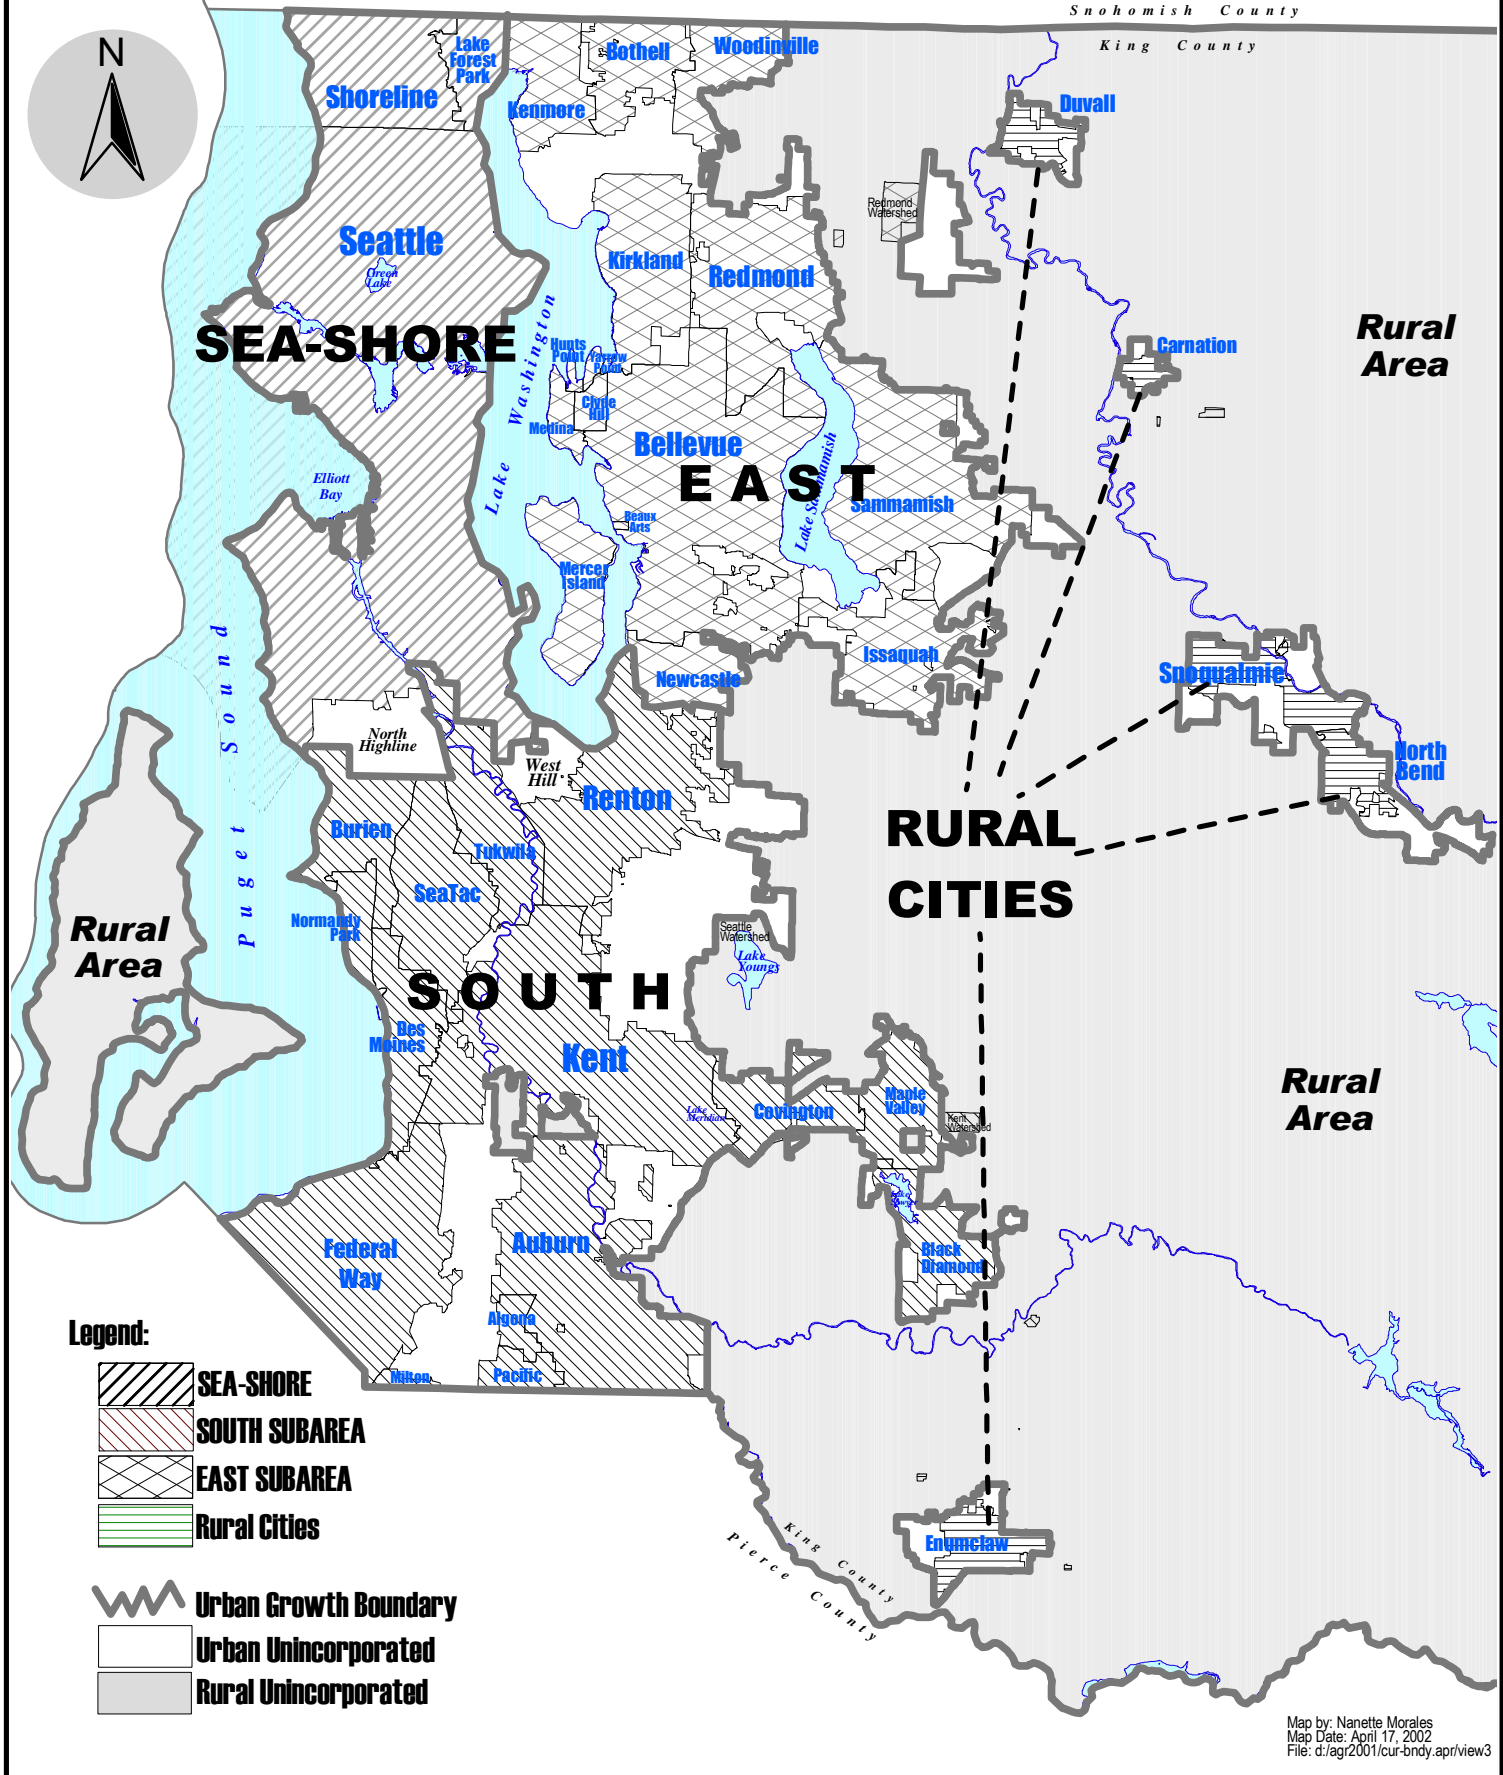 Snohomish County
King County
N
Lake
Forest
Park
Bothell
Woodinville
Shoreline
Kenmore
Duvall
Redmond
Watershed
Seattle
Green
Lake
Kirkland
Redmond
SEA-SHORE
Rural
Area
Carnation
Hunts
Point
Yarrow
Point
Clyde
Hill
Medina
Lake Washington
Bellevue
EAST
Elliott
Bay
Lake Sammamish
Sammamish
Beaux
Arts
Mercer
Island
Issaquah
Newcastle
Snoqualmie
North
Highline
West
Hill
North
Bend
Puget Sound
Renton
Burien
Tukwila
RURAL
CITIES
SeaTac
Rural
Area
Normandy
Park
Seattle
Watershed
Lake
Youngs
SOUTH
Des
Moines
Kent
Lake
Meridian
Covington
Maple
Valley
Kent
Watershed
Rural
Area
Lake
Sawyer
Federal
Way
Auburn
Black
Diamond
Algona
Milton
Pacific
Enumclaw
King County
Pierce County
Legend:
SEA-SHORE
SOUTH SUBAREA
EAST SUBAREA
Rural Cities
Urban Growth Boundary
Urban Unincorporated
Rural Unincorporated
Map by: Nanette Morales
Map Date: April 17, 2002
File: d:/agr2001/cur-bndy.apr/view3